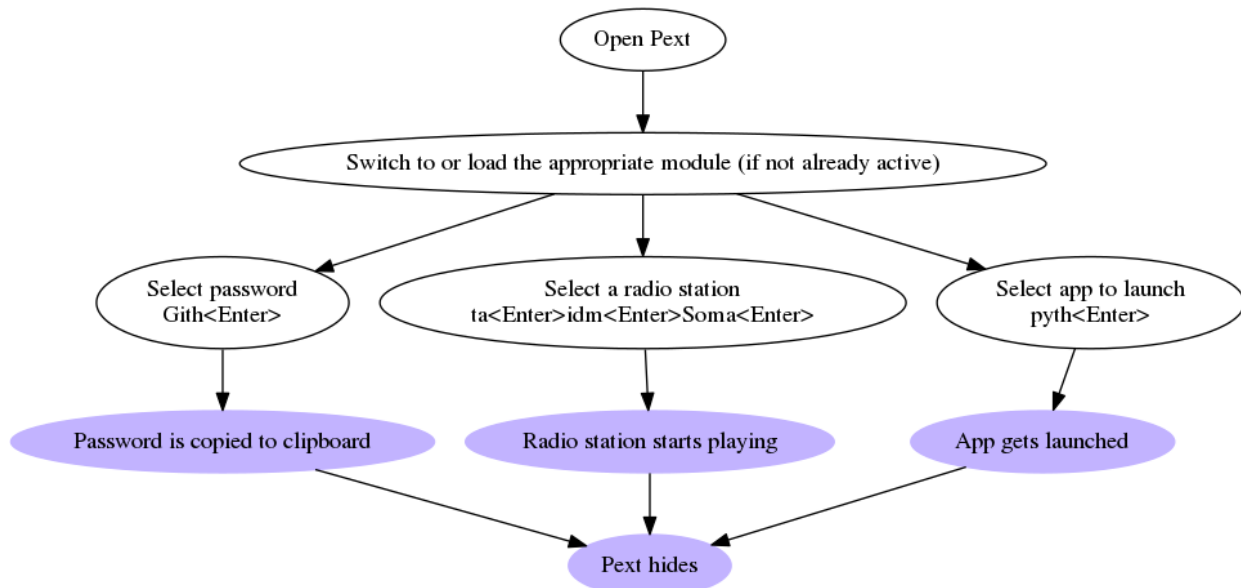 Open Pext
Switch to or load the appropriate module (if not already active)
Select password
Gith<Enter>
Select a radio station
ta<Enter>idm<Enter>Soma<Enter>
Select app to launch
pyth<Enter>
Password is copied to clipboard
Radio station starts playing
App gets launched
Pext hides